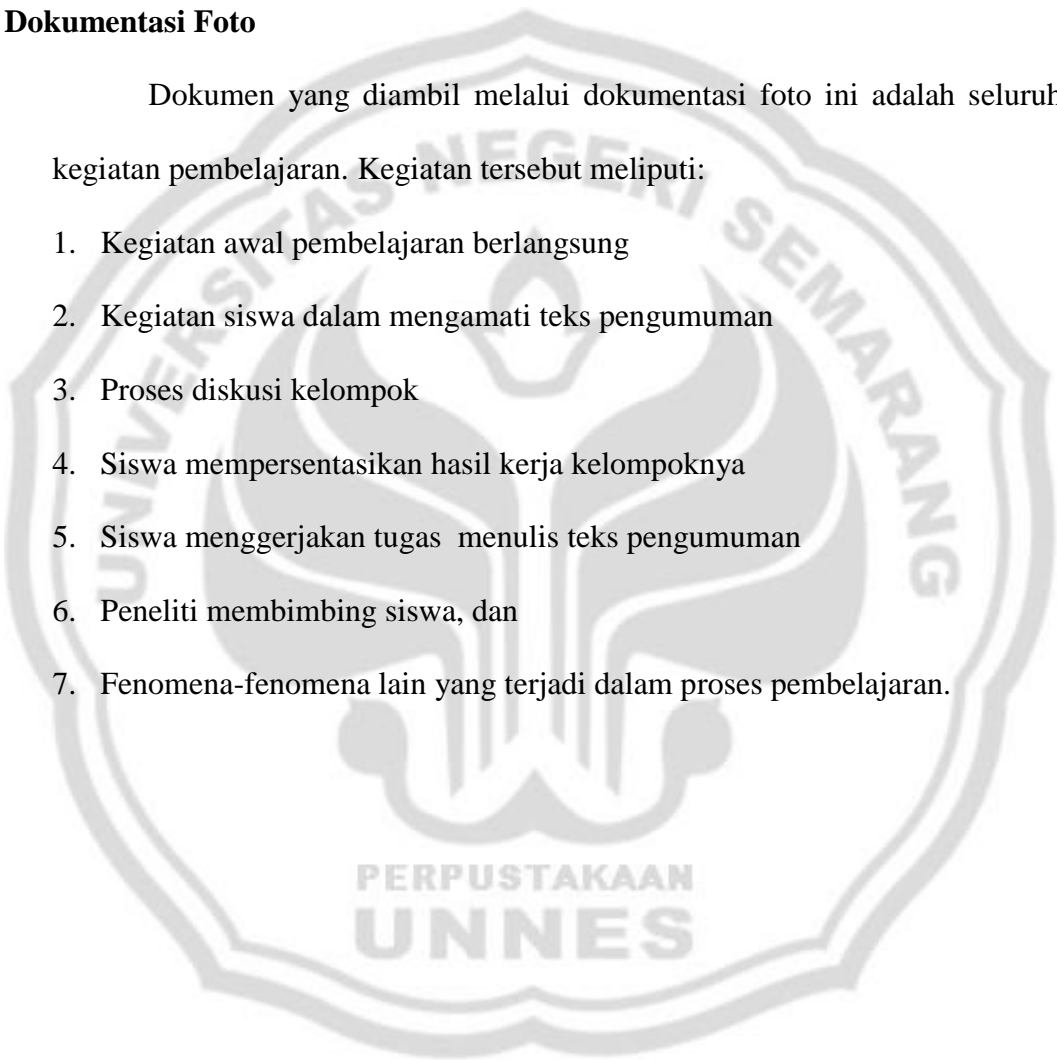 Dokumentasi Foto
Dokumen yang diambil melalui dokumentasi foto ini adalah seluruh
kegiatan pembelajaran. Kegiatan tersebut meliputi:
1. Kegiatan awal pembelajaran berlangsung
2. Kegiatan siswa dalam mengamati teks pengumuman
3. Proses diskusi kelompok
4. Siswa mempersentasikan hasil kerja kelompoknya
5. Siswa menggerjakan tugas  menulis teks pengumuman
6. Peneliti membimbing siswa, dan
7. Fenomena-fenomena lain yang terjadi dalam proses pembelajaran.
UNIVERSITAS NEGERI SEMARANG
PERPUSTAKAAN
UNNES